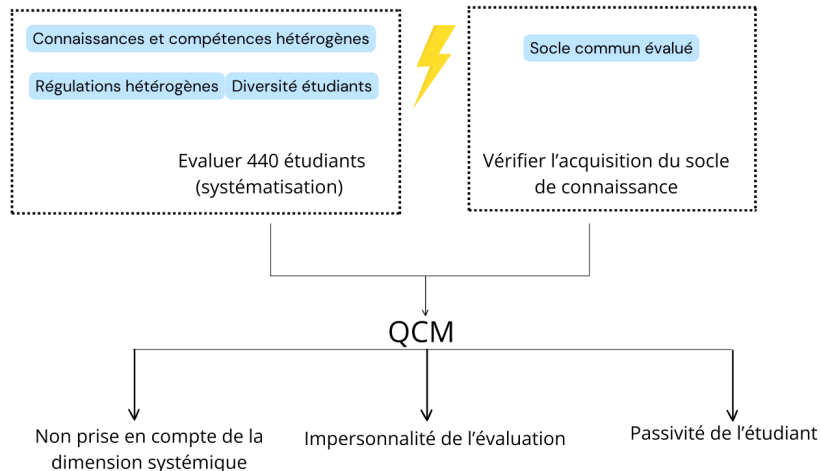 Connaissances et compétences hétérogènes
Régulations hétérogènes
Diversité étudiants
Evaluer 440 étudiants
(systématisation)
Socle commun évalué
Vérifier l'acquisition du socle
de connaissance
QCM
Non prise en compte de la
dimension systémique
Impersonnalité de l'évaluation
Passivité de l'étudiant